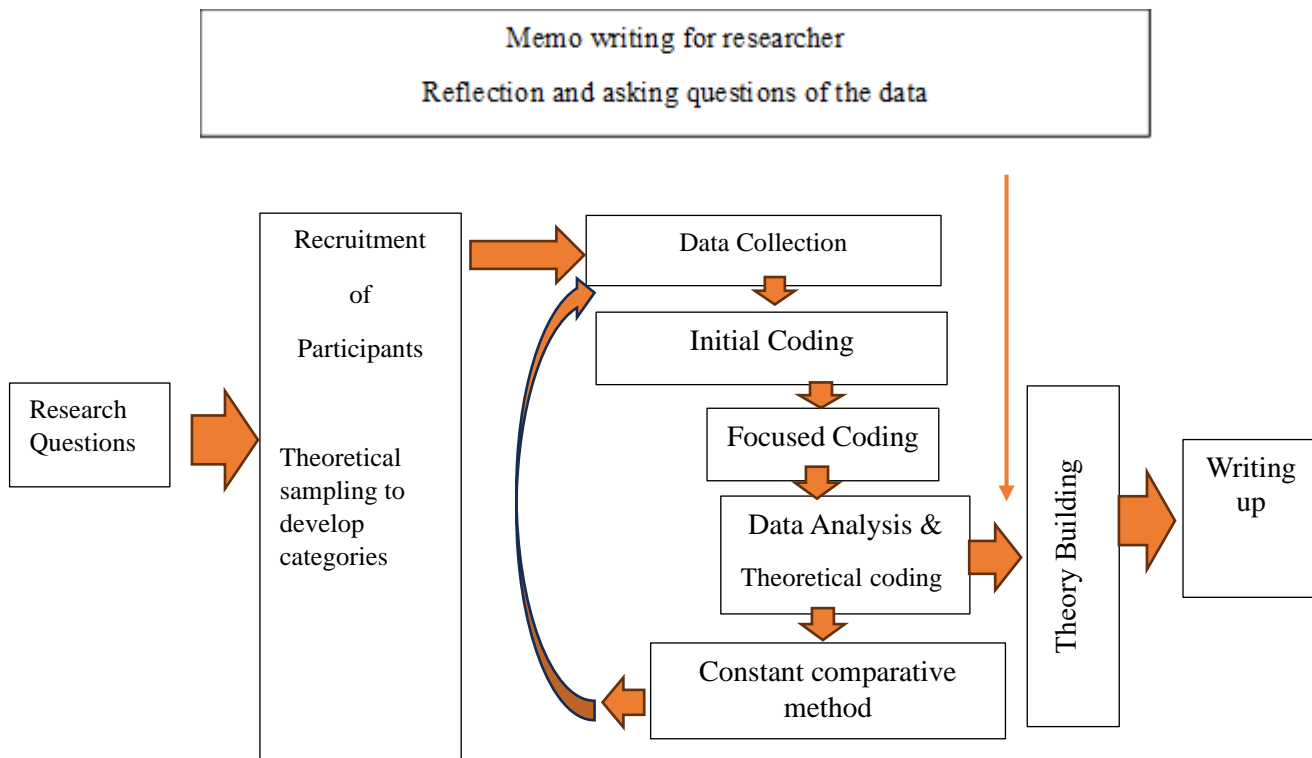 Memo writing for researcher
Reflection and asking questions of the data
Research
Questions
Recruitment
of
Participants
Theoretical
sampling to
develop
categories
Data Collection
Initial Coding
Focused Coding
Data Analysis &
Theoretical coding
Constant comparative
method
Theory Building
Writing
up